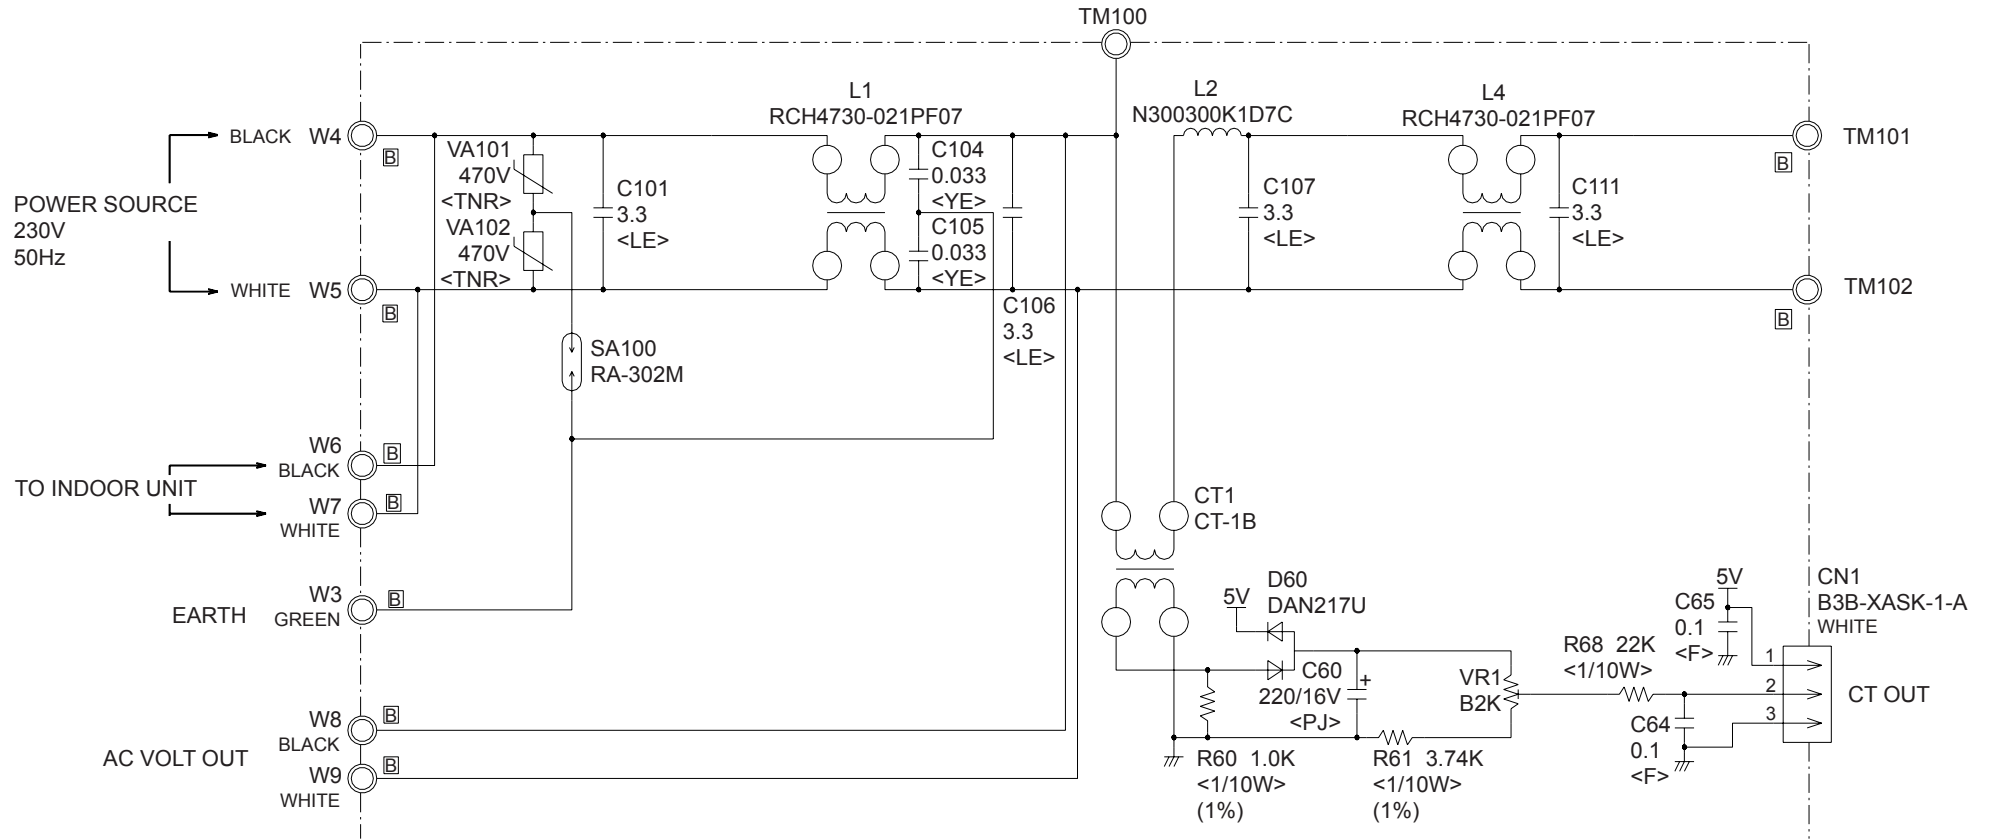 TM100
L1
RCH4730-021PF07
L2
N300300K1D7C
L4
RCH4730-021PF07
BLACK W4
B
VA101
470V
<TNR>
VA102
470V
<TNR>
C101
3.3
<LE>
C104
0.033
<YE>
C105
0.033
<YE>
C107
3.3
<LE>
C111
3.3
<LE>
TM101
B
POWER SOURCE
230V
50Hz
WHITE W5
B
C106
3.3
<LE>
TM102
B
SA100
RA-302M
W6
BLACK
B
TO INDOOR UNIT
W7
WHITE
B
CT1
CT-1B
EARTH
W3
GREEN
B
5V
D60
DAN217U
C60
220/16V
<PJ>
+
VR1
B2K
R68 22K
<1/10W>
5V
C65
0.1
<F>
CN1
B3B-XASK-1-A
WHITE
1
2
3
CT OUT
C64
0.1
<F>
AC VOLT OUT
W8
BLACK
B
W9
WHITE
B
R60 1.0K
<1/10W>
(1%)
R61 3.74K
<1/10W>
(1%)